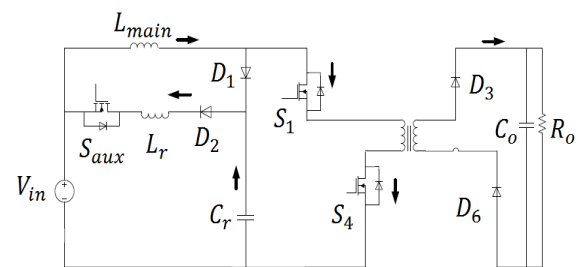 L_main
D_1
D_3
S_1
S_aux
L_r
D_2
C_o
R_o
V_in
+
−
C_r
S_4
D_6